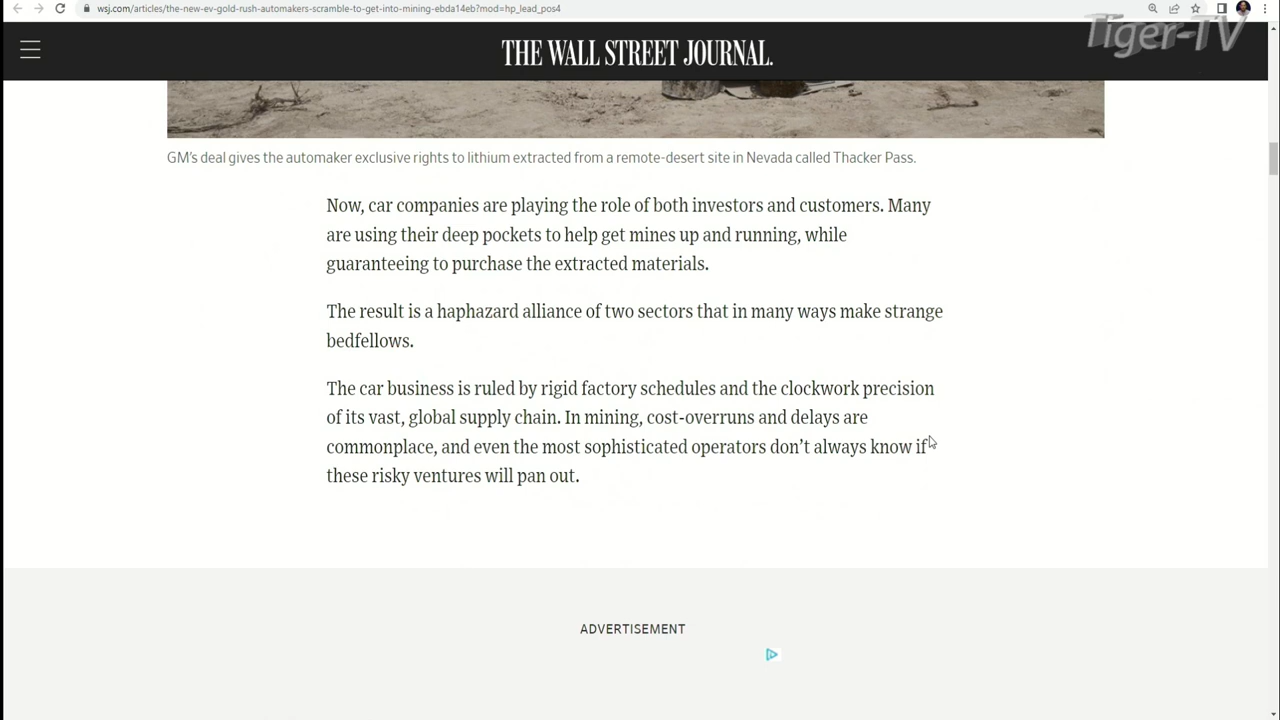 wsj.com/articles/the-new-ev-gold-rush-automakers-scramble-to-get-into-mining-ebda14eb?mod=hp_lead_pos4
Tiger-TV
THE WALL STREET JOURNAL.
GM's deal gives the automaker exclusive rights to lithium extracted from a remote-desert site in Nevada called Thacker Pass.
Now, car companies are playing the role of both investors and customers. Many
are using their deep pockets to help get mines up and running, while
guaranteeing to purchase the extracted materials.
The result is a haphazard alliance of two sectors that in many ways make strange
bedfellows.
The car business is ruled by rigid factory schedules and the clockwork precision
of its vast, global supply chain. In mining, cost-overruns and delays are
commonplace, and even the most sophisticated operators don't always know if
these risky ventures will pan out.
ADVERTISEMENT